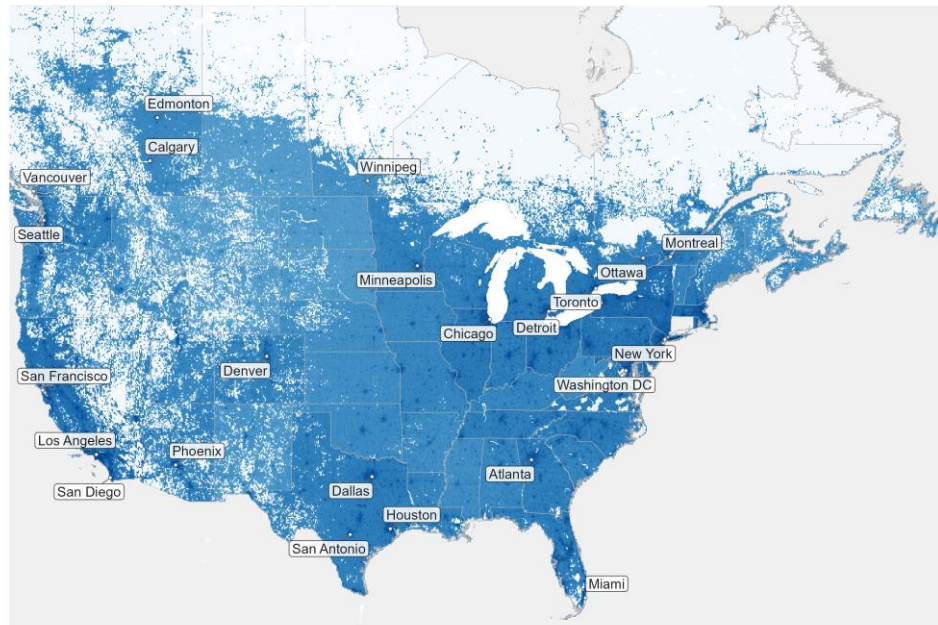 Edmonton
Calgary
Vancouver
Winnipeg
Seattle
Montreal
Ottawa
Minneapolis
Toronto
Chicago
Detroit
New York
Denver
San Francisco
Washington DC
Los Angeles
Phoenix
Atlanta
San Diego
Dallas
Houston
San Antonio
Miami